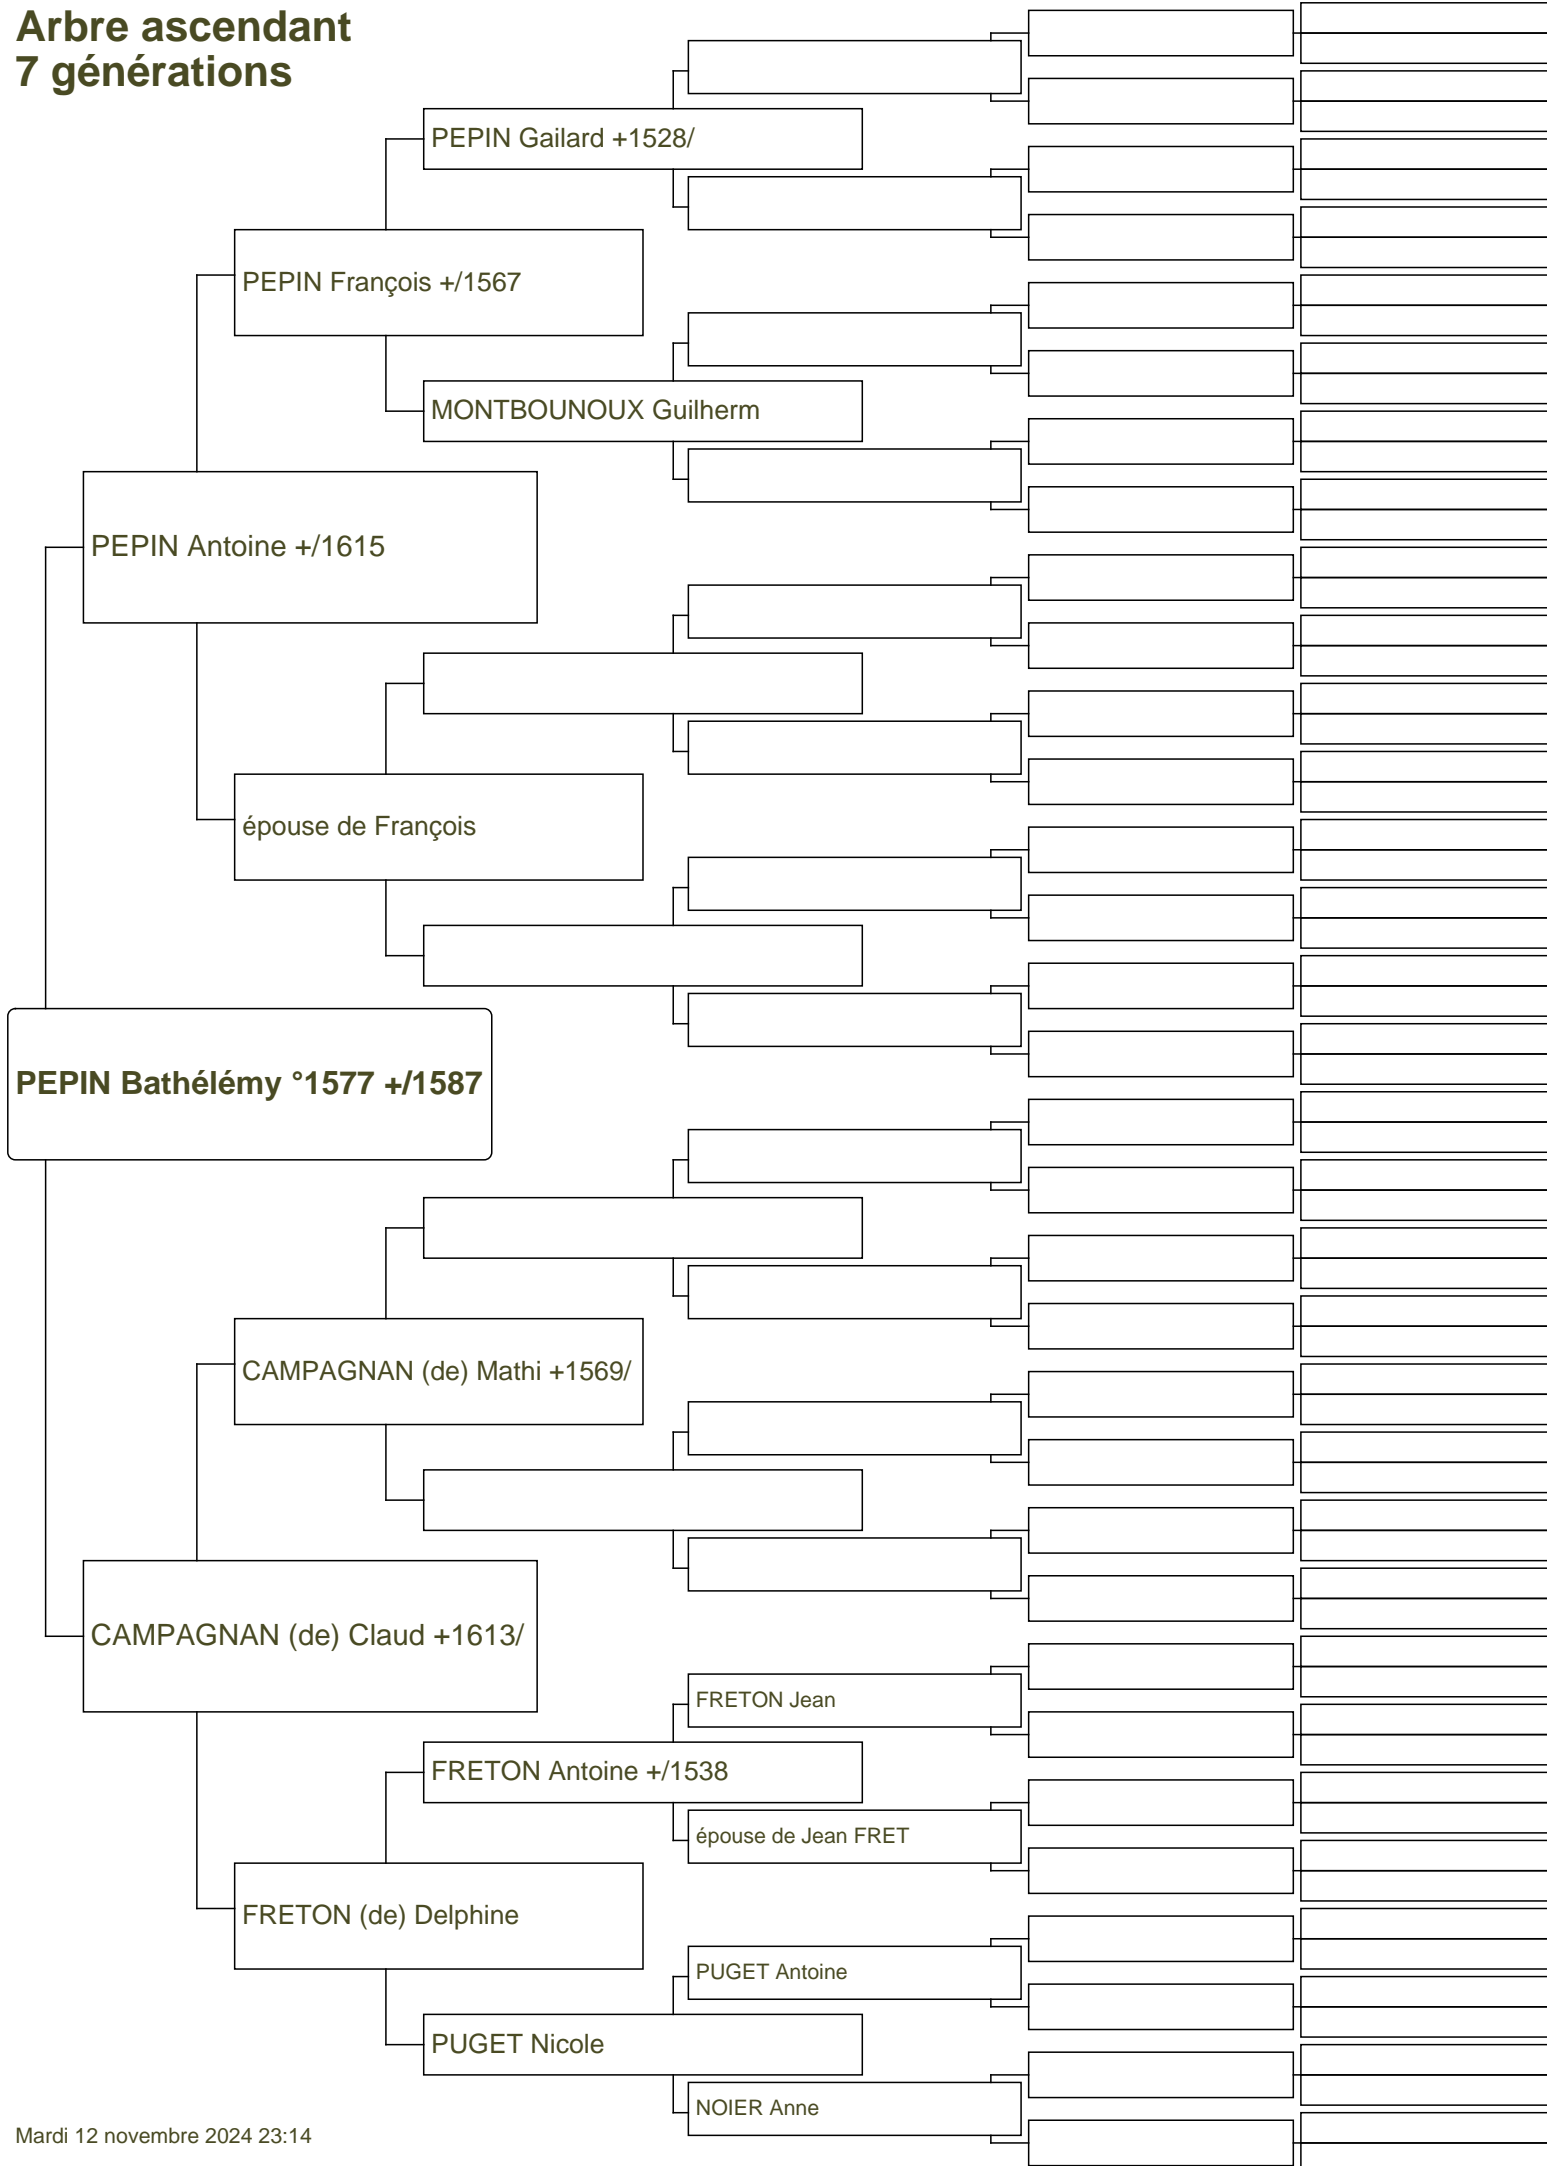 Arbre ascendant
7 générations
PEPIN Gailard +1528/
PEPIN François +/1567
MONTBOUNOUX Guilherm
PEPIN Antoine +/1615
épouse de François
PEPIN Bathélémy °1577 +/1587
CAMPAGNAN (de) Mathi +1569/
CAMPAGNAN (de) Claud +1613/
FRETON Jean
FRETON Antoine +/1538
épouse de Jean FRET
FRETON (de) Delphine
PUGET Antoine
PUGET Nicole
NOIER Anne
Mardi 12 novembre 2024 23:14